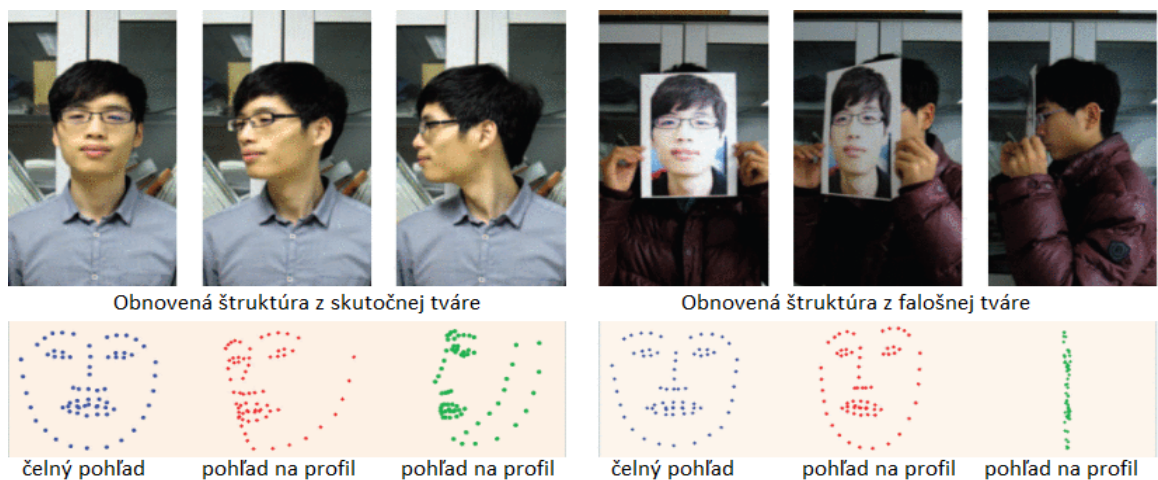 Obnovená štruktúra z skutočnej tváre
Obnovená štruktúra z falošnej tváre
čelný pohľad
pohľad na profil
pohľad na profil
čelný pohľad
pohľad na profil
pohľad na profil